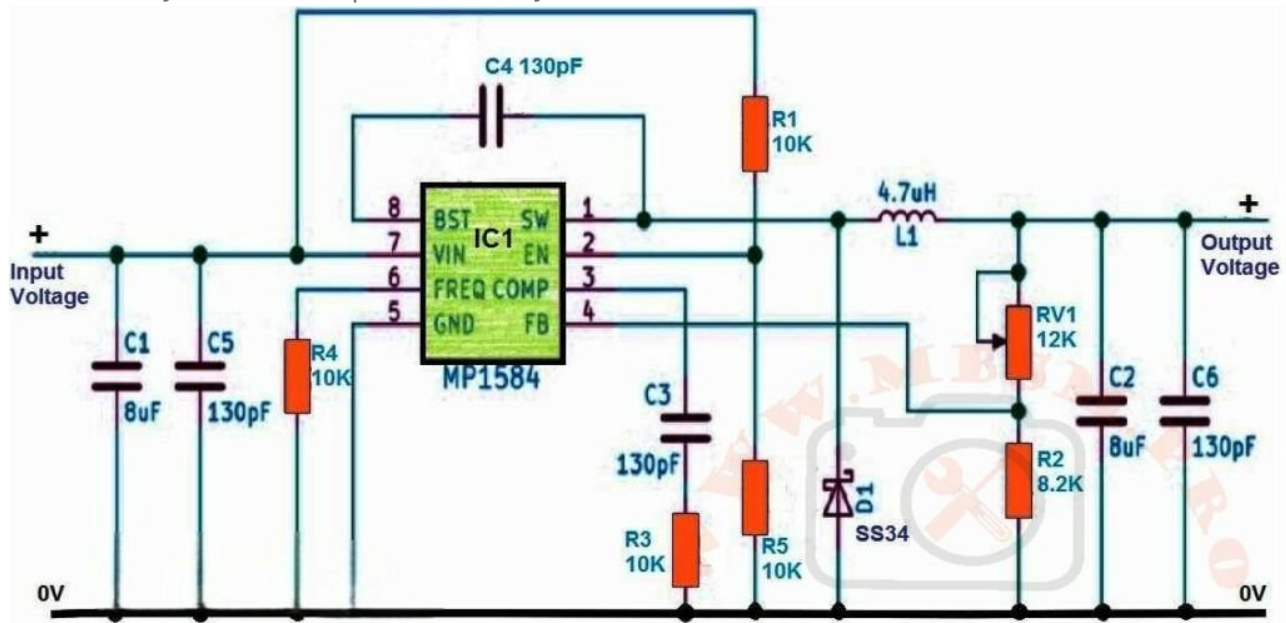 C4 130pF
R1
10K
8 BST SW 1
IC1
7 VIN EN 2
6 FREQ COMP 3
5 GND FB 4
MP1584
+
Input
Voltage
4.7uH
L1
+
Output
Voltage
C1
8uF
C5
130pF
R4
10K
C3
130pF
R3
10K
R5
10K
D1
SS34
RV1
12K
R2
8.2K
C2
8uF
C6
130pF
0V
0V